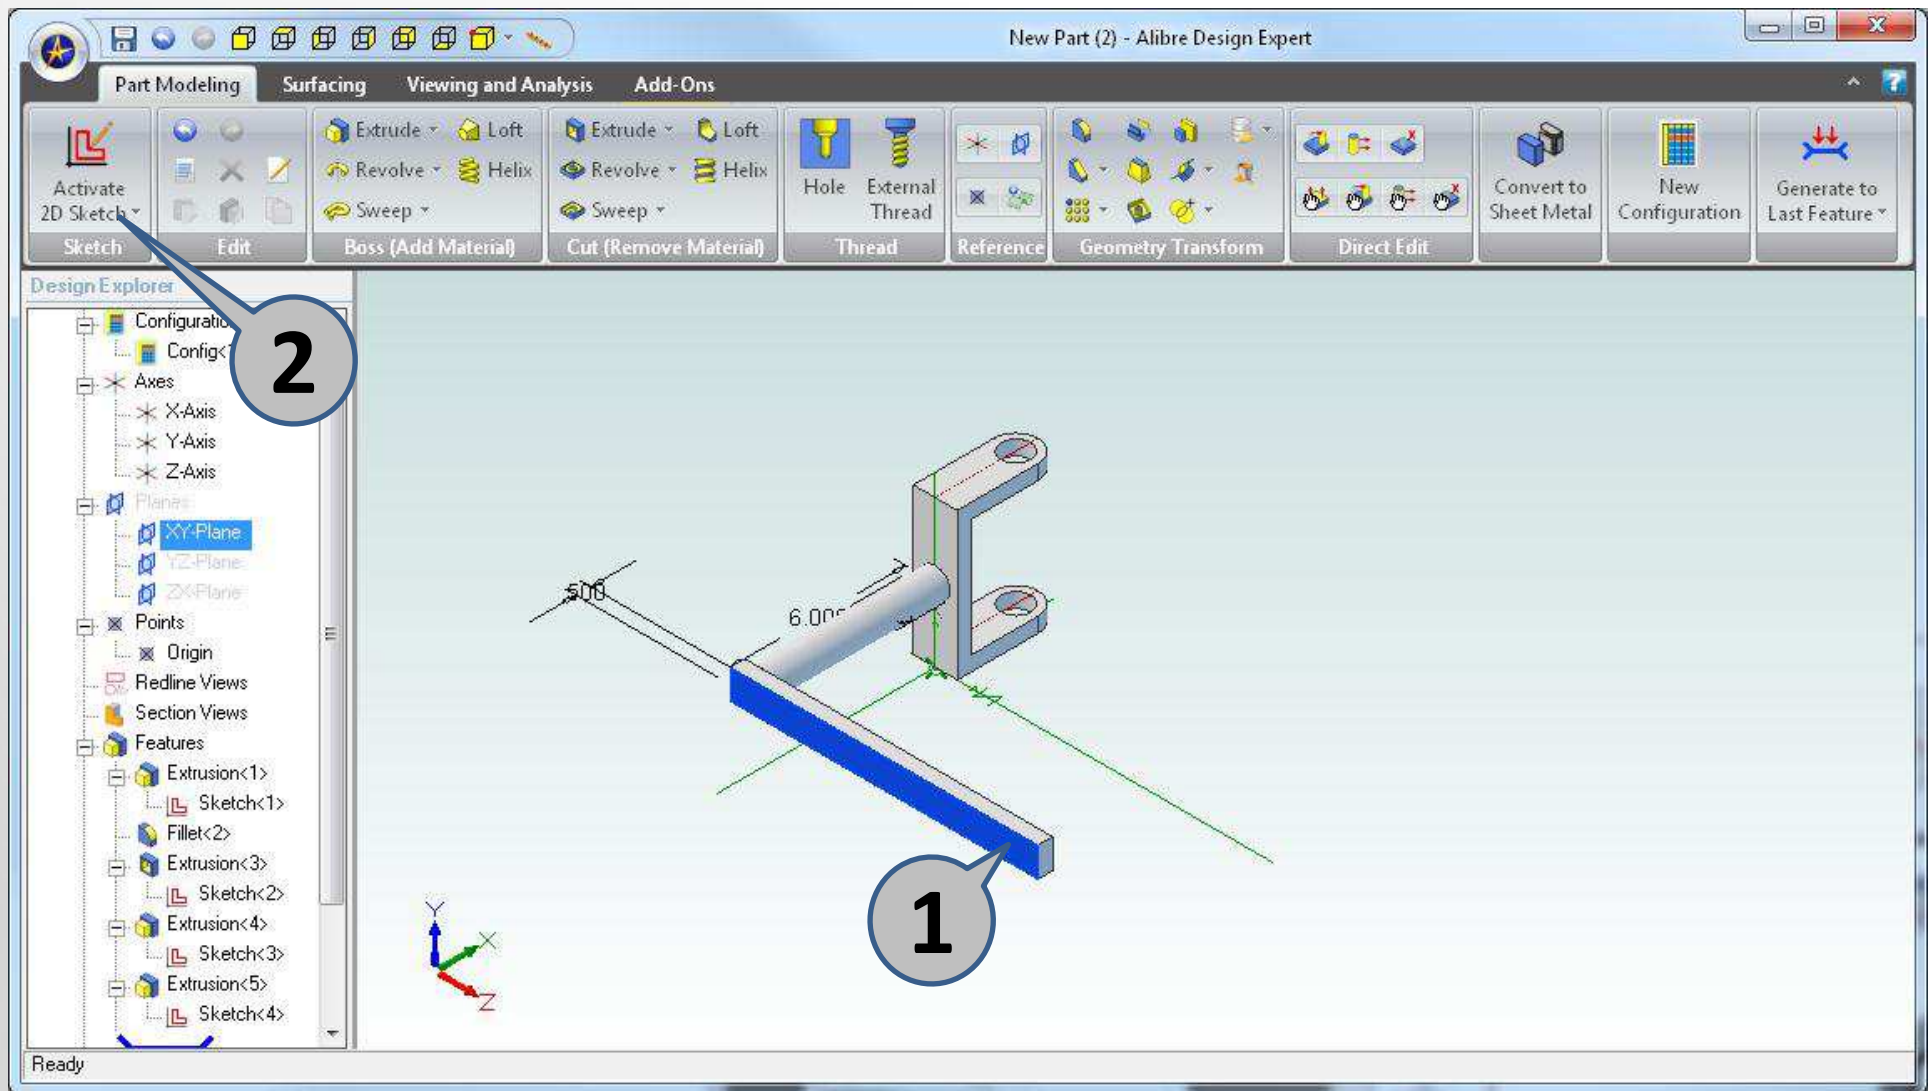 New Part (2) - Alibre Design Expert
Part Modeling Surfacing Viewing and Analysis Add-Ons
Activate
2D Sketch
Sketch
Edit
Extrude Loft
Revolve Helix
Sweep
Boss (Add Material)
Extrude Loft
Revolve Helix
Sweep
Cut (Remove Material)
Hole
External
Thread
Thread
Reference
Geometry Transform
Direct Edit
Convert to
Sheet Metal
New
Configuration
Generate to
Last Feature
Design Explorer
Config<
Axes
X-Axis
Y-Axis
Z-Axis
Planes
XY-Plane
YZ-Plane
ZX-Plane
Points
Origin
Redline Views
Section Views
Features
Extrusion<1>
Sketch<1>
Fillet<2>
Extrusion<3>
Sketch<2>
Extrusion<4>
Sketch<3>
Extrusion<5>
Sketch<4>
2
.500
1
Y
X
Z
Ready